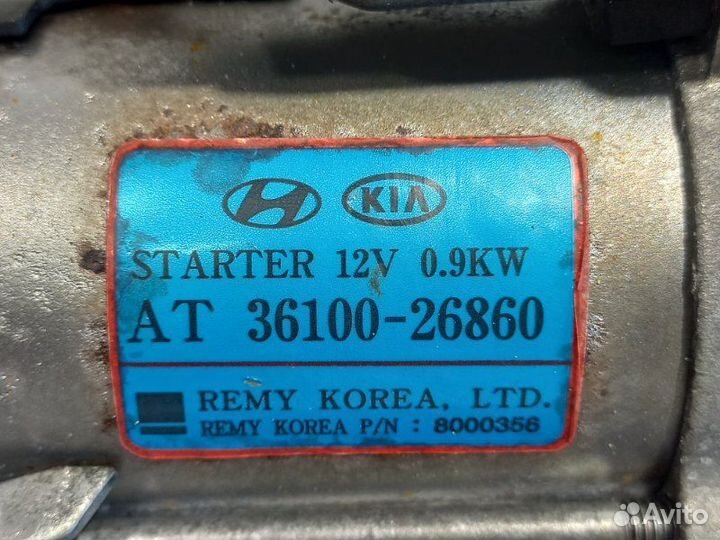 KIA
STARTER 12V 0.9KW
AT 36100-26860
REMY KOREA, LTD.
REMY KOREA P/N : 8000356
Avito